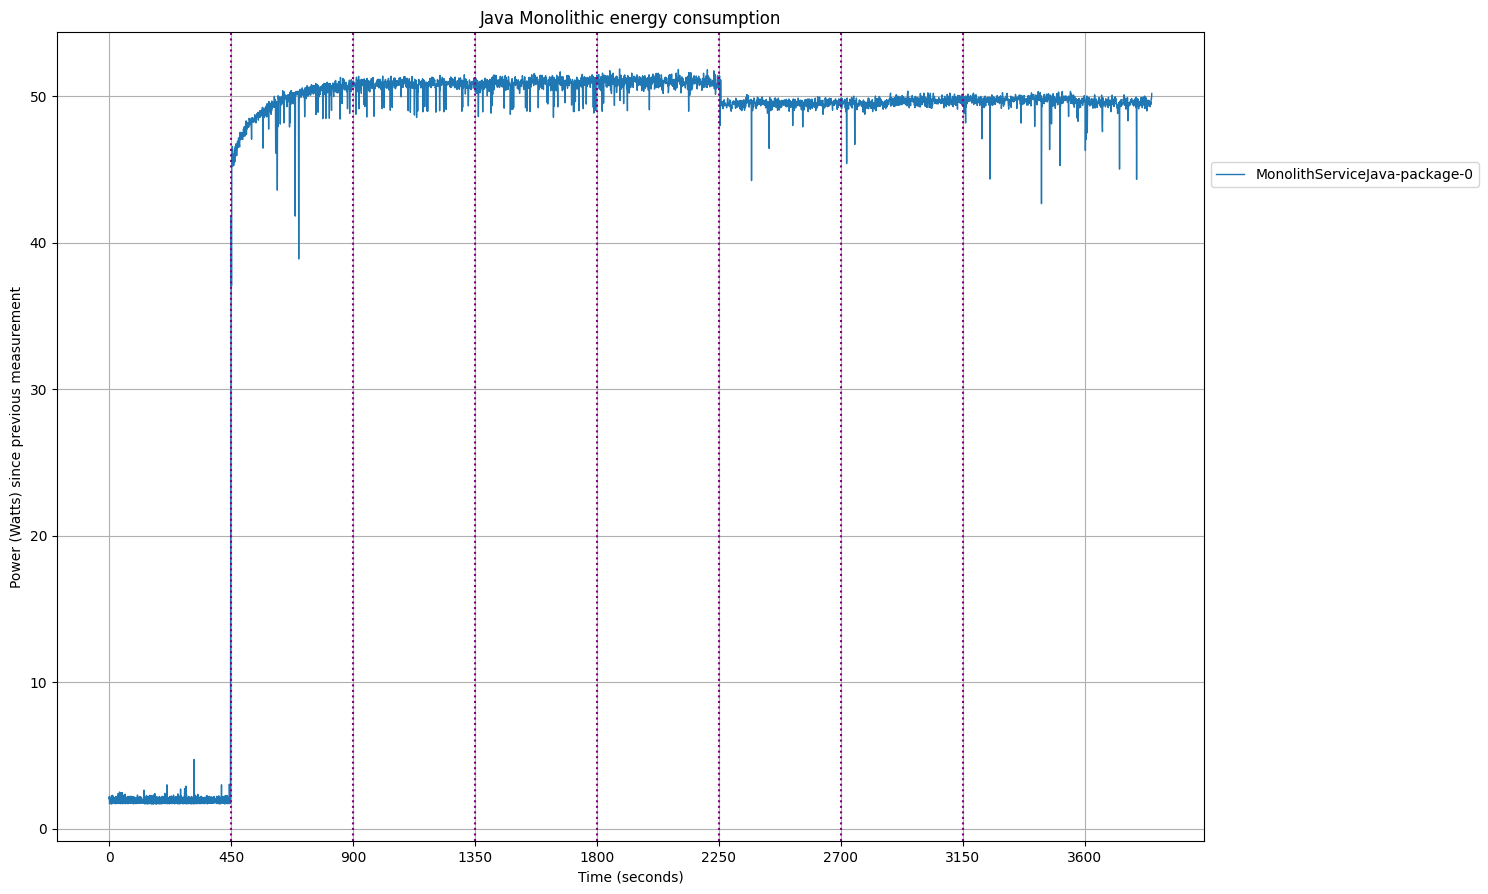 Java Monolithic energy consumption
Power (Watts) since previous measurement
50
40
30
20
10
0
MonolithServiceJava-package-0
0 450 900 1350 1800 2250 2700 3150 3600
Time (seconds)